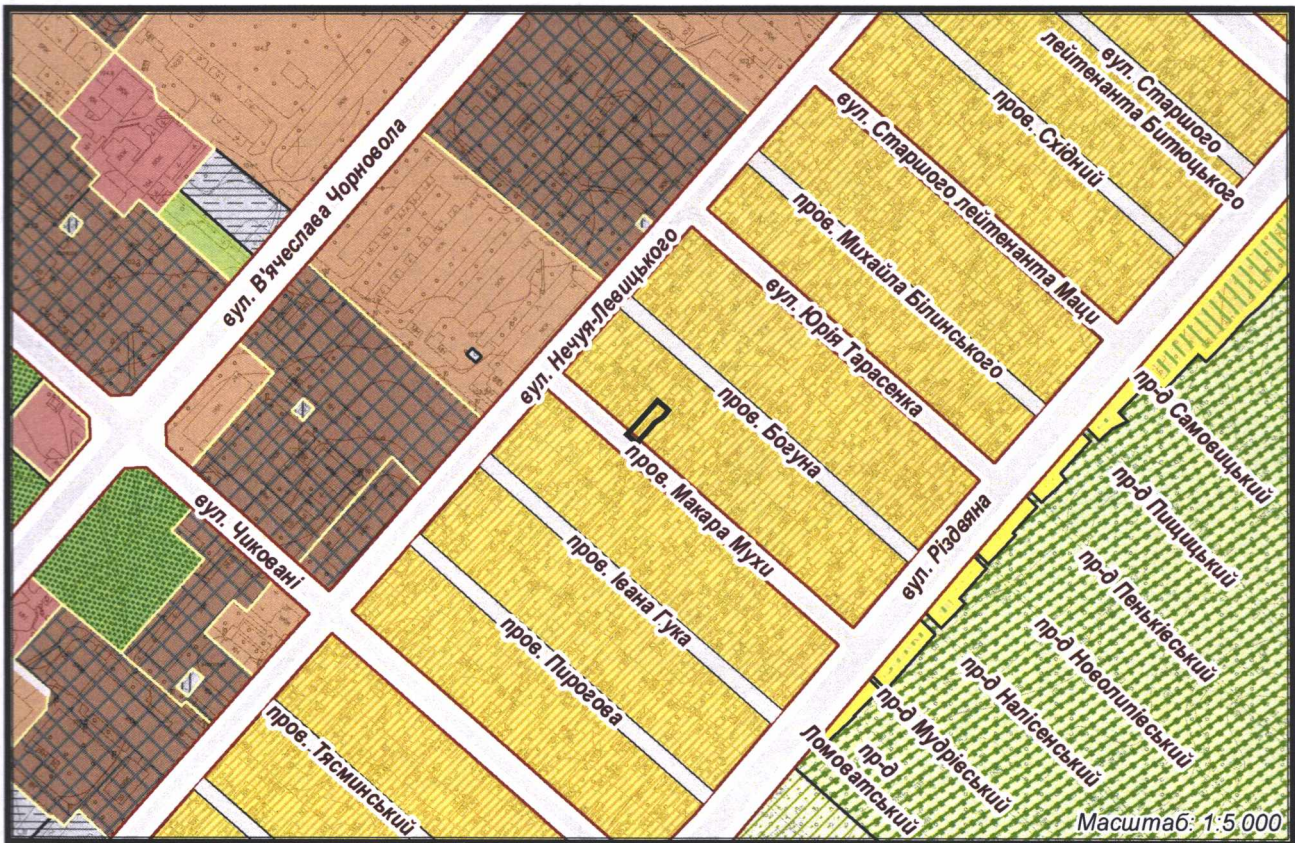 вул. Старшого
лейтенанта Битюцького
пров. Східний
вул. Старшого лейтенанта Маци
пров. Михайла Білинського
вул. В'ячеслава Чорновола
вул. Нечуя-Левицького
вул. Юрія Тарасенка
пров. Богуна
пров. Макара Мухи
вул. Чиковані
пров. Івана Гука
пров. Пирогова
пров. Тясминський
вул. Різдвяна
пр-д Самовицький
пр-д Пищицький
пр-д Пеньківський
пр-д Новолипівський
пр-д Налісенський
пр-д Мудрівський
пр-д
Ломоватський
Масштаб: 1:5 000